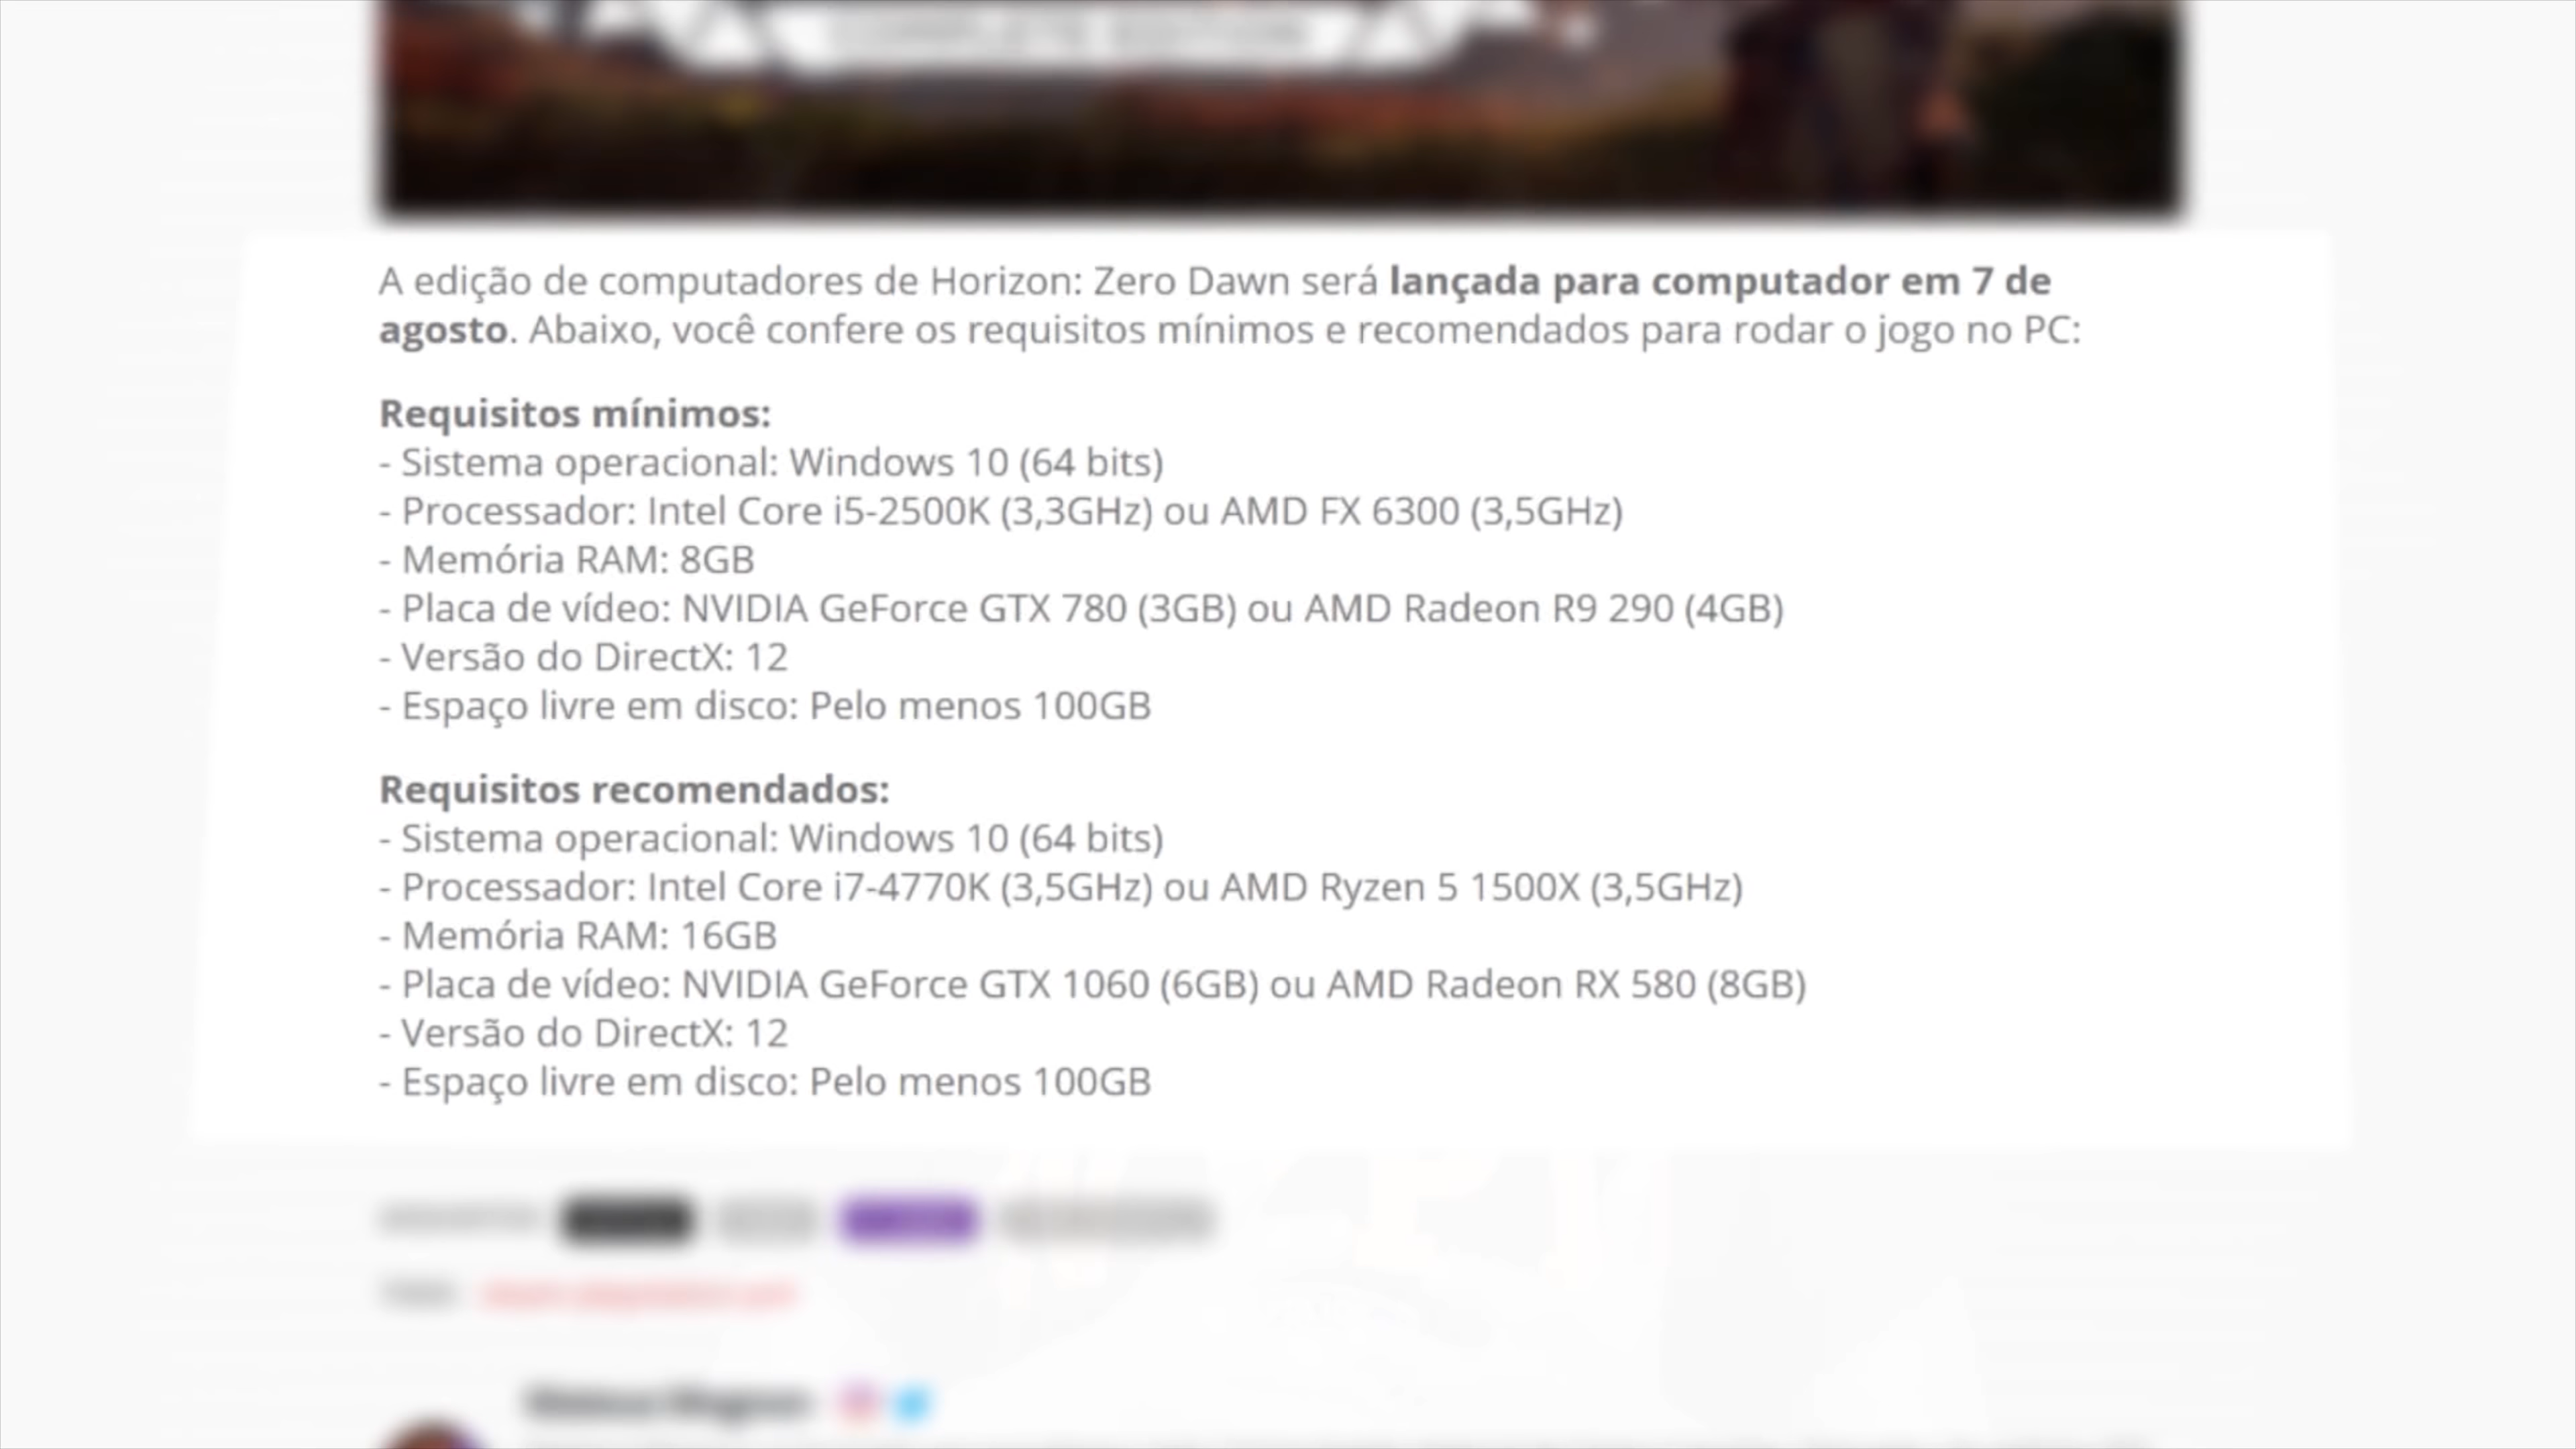 COMPLETE EDITION
A edição de computadores de Horizon: Zero Dawn será lançada para computador em 7 de
agosto. Abaixo, você confere os requisitos mínimos e recomendados para rodar o jogo no PC:
Requisitos mínimos:
- Sistema operacional: Windows 10 (64 bits)
- Processador: Intel Core i5-2500K (3,3GHz) ou AMD FX 6300 (3,5GHz)
- Memória RAM: 8GB
- Placa de vídeo: NVIDIA GeForce GTX 780 (3GB) ou AMD Radeon R9 290 (4GB)
- Versão do DirectX: 12
- Espaço livre em disco: Pelo menos 100GB
Requisitos recomendados:
- Sistema operacional: Windows 10 (64 bits)
- Processador: Intel Core i7-4770K (3,5GHz) ou AMD Ryzen 5 1500X (3,5GHz)
- Memória RAM: 16GB
- Placa de vídeo: NVIDIA GeForce GTX 1060 (6GB) ou AMD Radeon RX 580 (8GB)
- Versão do DirectX: 12
- Espaço livre em disco: Pelo menos 100GB